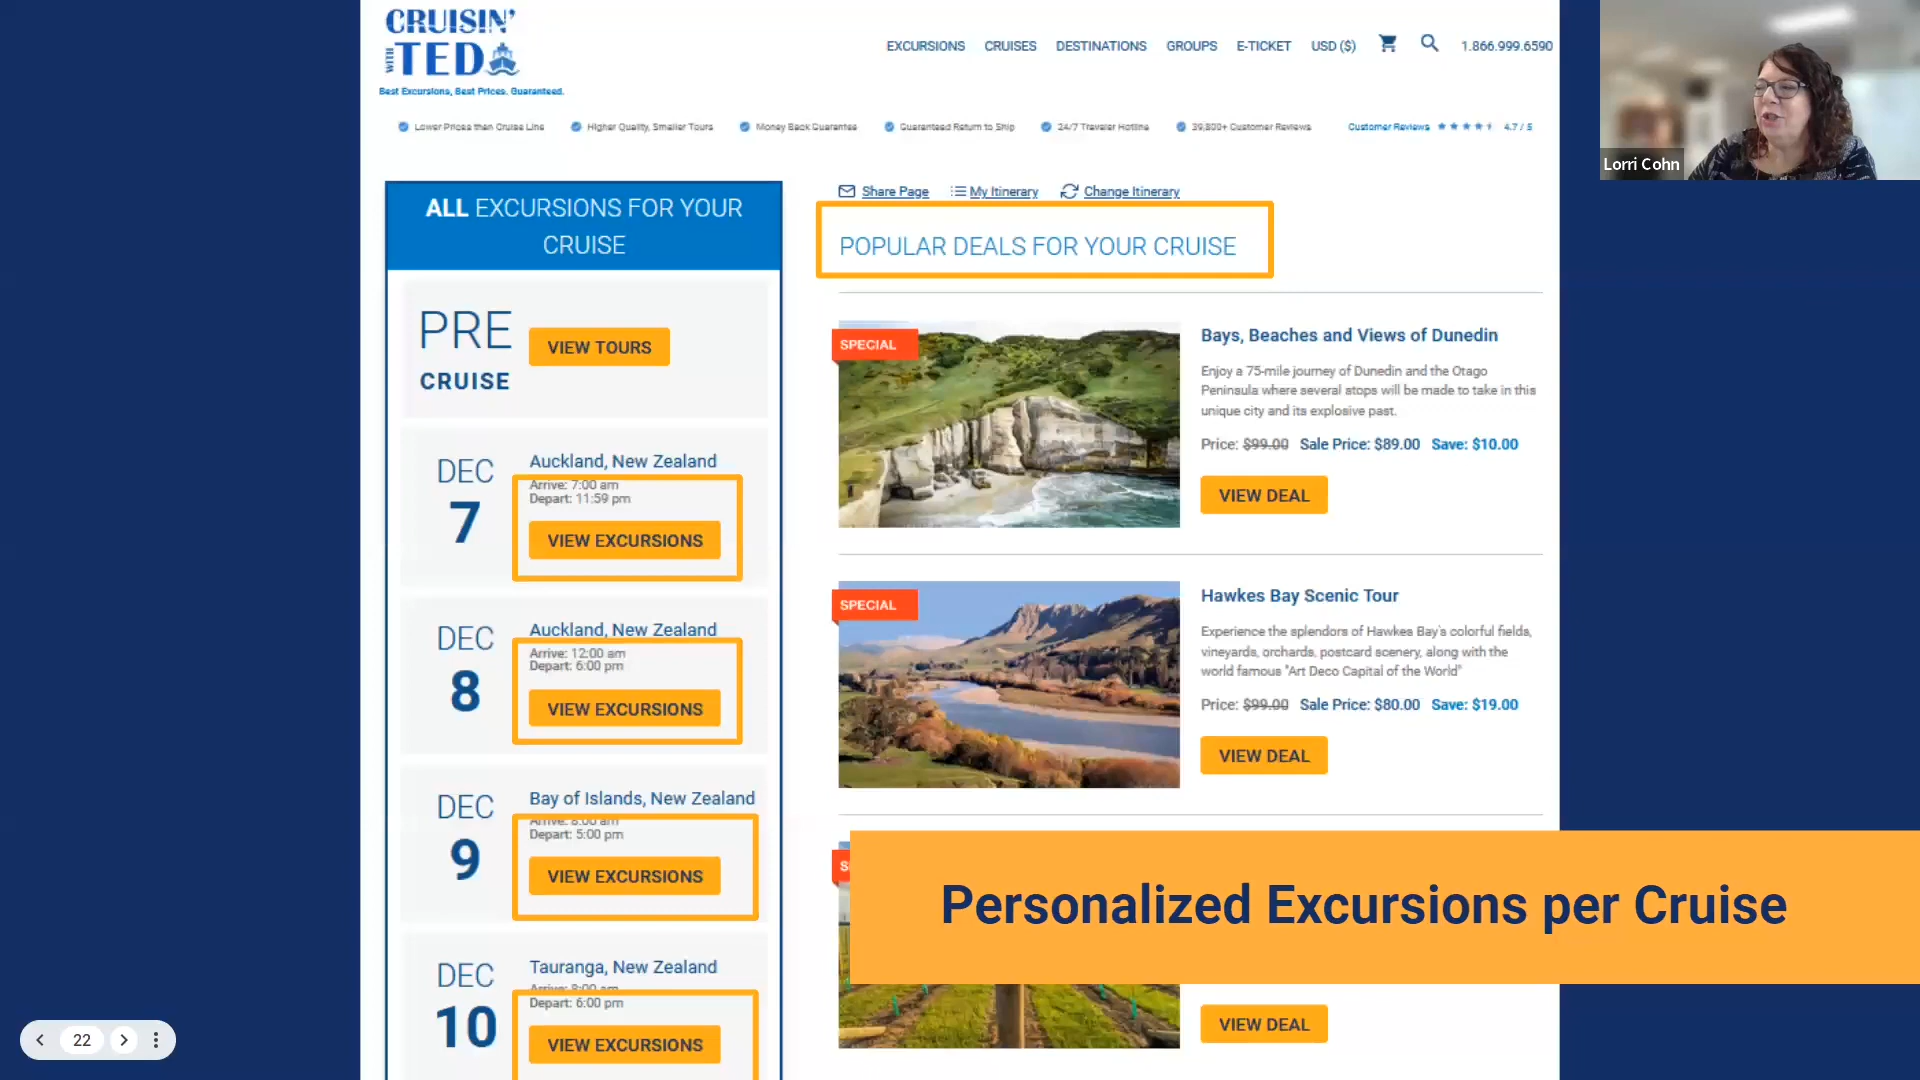 CRUISIN'
WITH TED
Best Excursions, Best Prices. Guaranteed.
EXCURSIONS CRUISES DESTINATIONS GROUPS E-TICKET USD ($) 1.866.999.6590
Lower Prices than Cruise Line Higher Quality, Smaller Tours Money Back Guarantee Guaranteed Return to Ship 24/7 Traveler Hotline 39,800+ Customer Reviews Customer Reviews 4.7 / 5
Lorri Cohn
ALL EXCURSIONS FOR YOUR
CRUISE
PRE
CRUISE
VIEW TOURS
DEC
7
Auckland, New Zealand
Arrive: 7:00 am
Depart: 11:59 pm
VIEW EXCURSIONS
DEC
8
Auckland, New Zealand
Arrive: 12:00 am
Depart: 6:00 pm
VIEW EXCURSIONS
DEC
9
Bay of Islands, New Zealand
Arrive: 8:00 am
Depart: 5:00 pm
VIEW EXCURSIONS
DEC
10
Tauranga, New Zealand
Arrive: 8:00 am
Depart: 6:00 pm
VIEW EXCURSIONS
Share Page My Itinerary Change Itinerary
POPULAR DEALS FOR YOUR CRUISE
SPECIAL
Bays, Beaches and Views of Dunedin
Enjoy a 75-mile journey of Dunedin and the Otago
Peninsula where several stops will be made to take in this
unique city and its explosive past.
Price: $99.00 Sale Price: $89.00 Save: $10.00
VIEW DEAL
SPECIAL
Hawkes Bay Scenic Tour
Experience the splendors of Hawkes Bay's colorful fields,
vineyards, orchards, postcard scenery, along with the
world famous "Art Deco Capital of the World"
Price: $99.00 Sale Price: $80.00 Save: $19.00
VIEW DEAL
S
Personalized Excursions per Cruise
VIEW DEAL
22